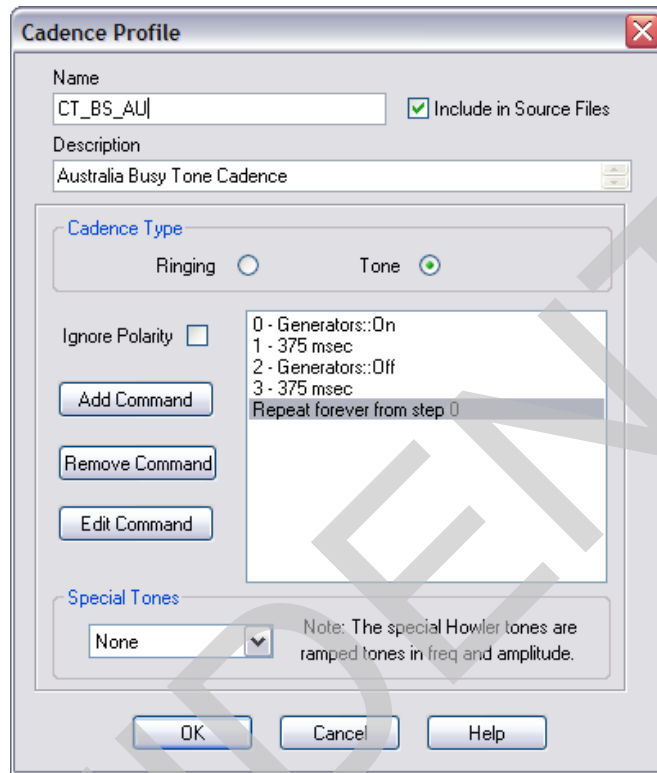 Cadence Profile
Name
CT_BS_AU
Include in Source Files
Description
Australia Busy Tone Cadence
Cadence Type
Ringing
Tone
Ignore Polarity
0 - Generators::On
1 - 375 msec
2 - Generators::Off
3 - 375 msec
Repeat forever from step 0
Add Command
Remove Command
Edit Command
Special Tones
None
Note: The special Howler tones are
ramped tones in freq and amplitude.
OK
Cancel
Help